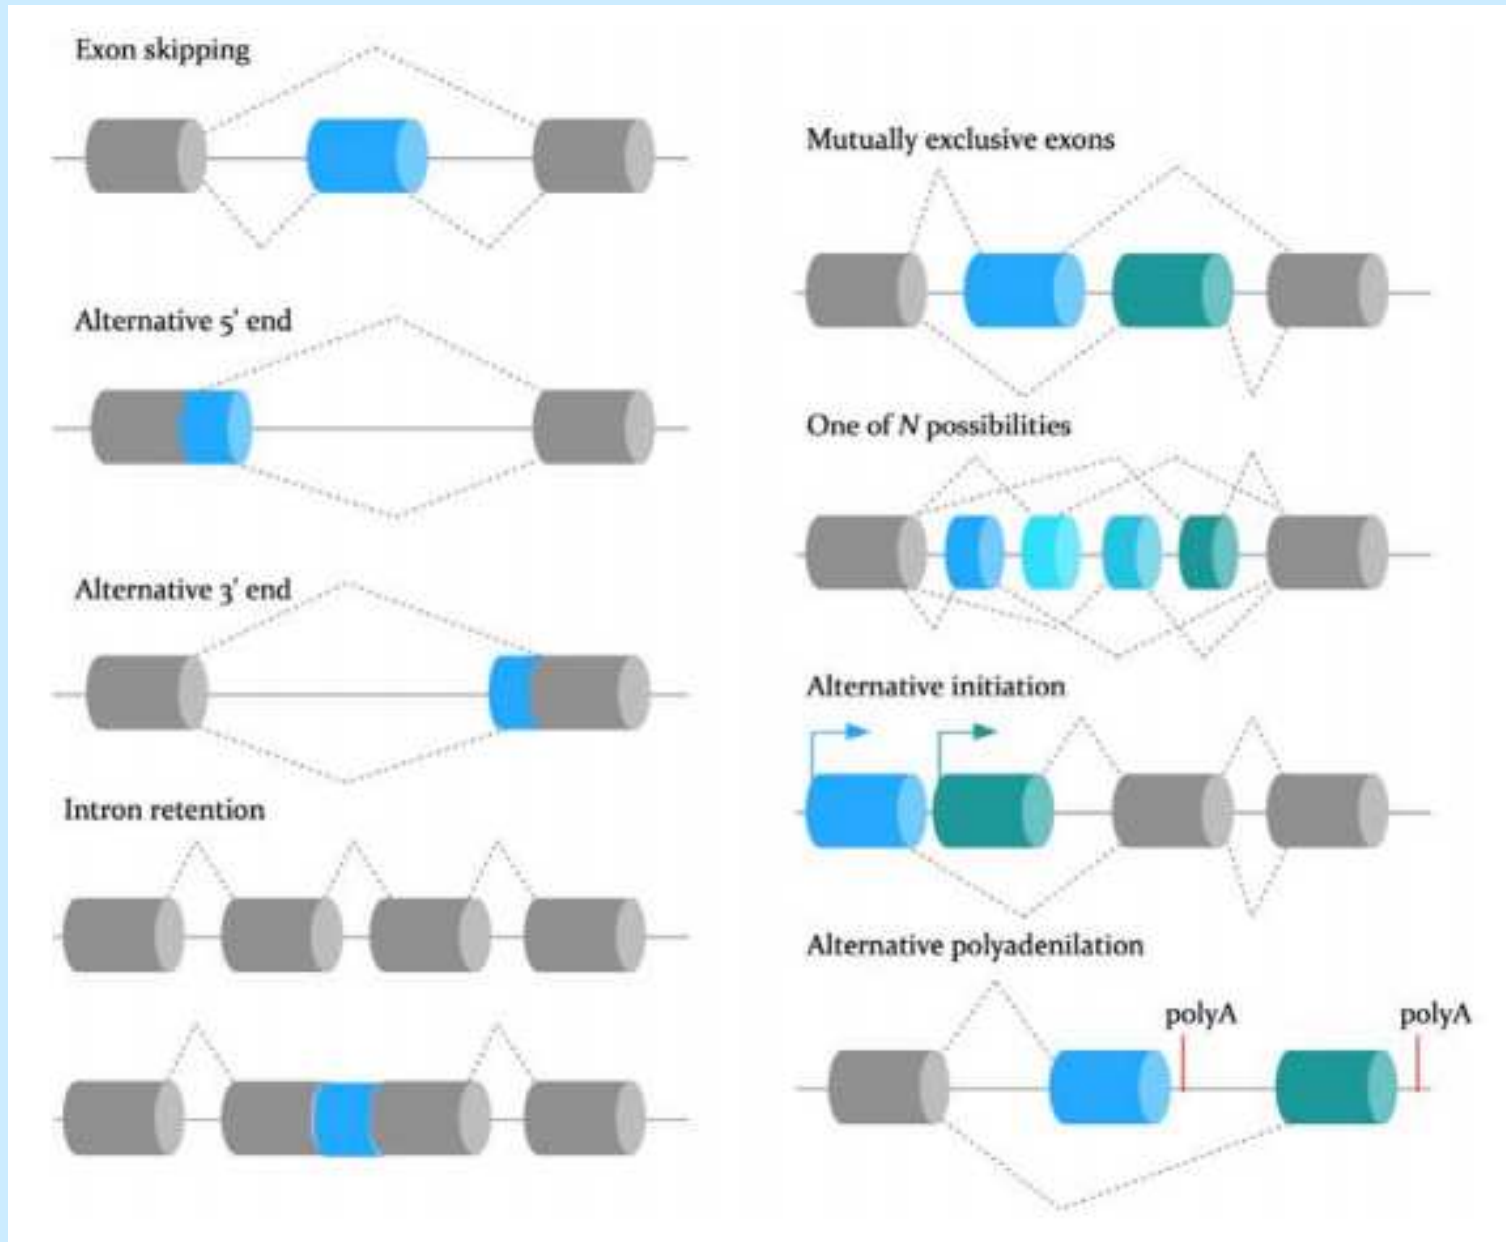 Exon skipping
Alternative 5' end
Alternative 3' end
Intron retention
Mutually exclusive exons
One of N possibilities
Alternative initiation
Alternative polyadenilation
polyA
polyA